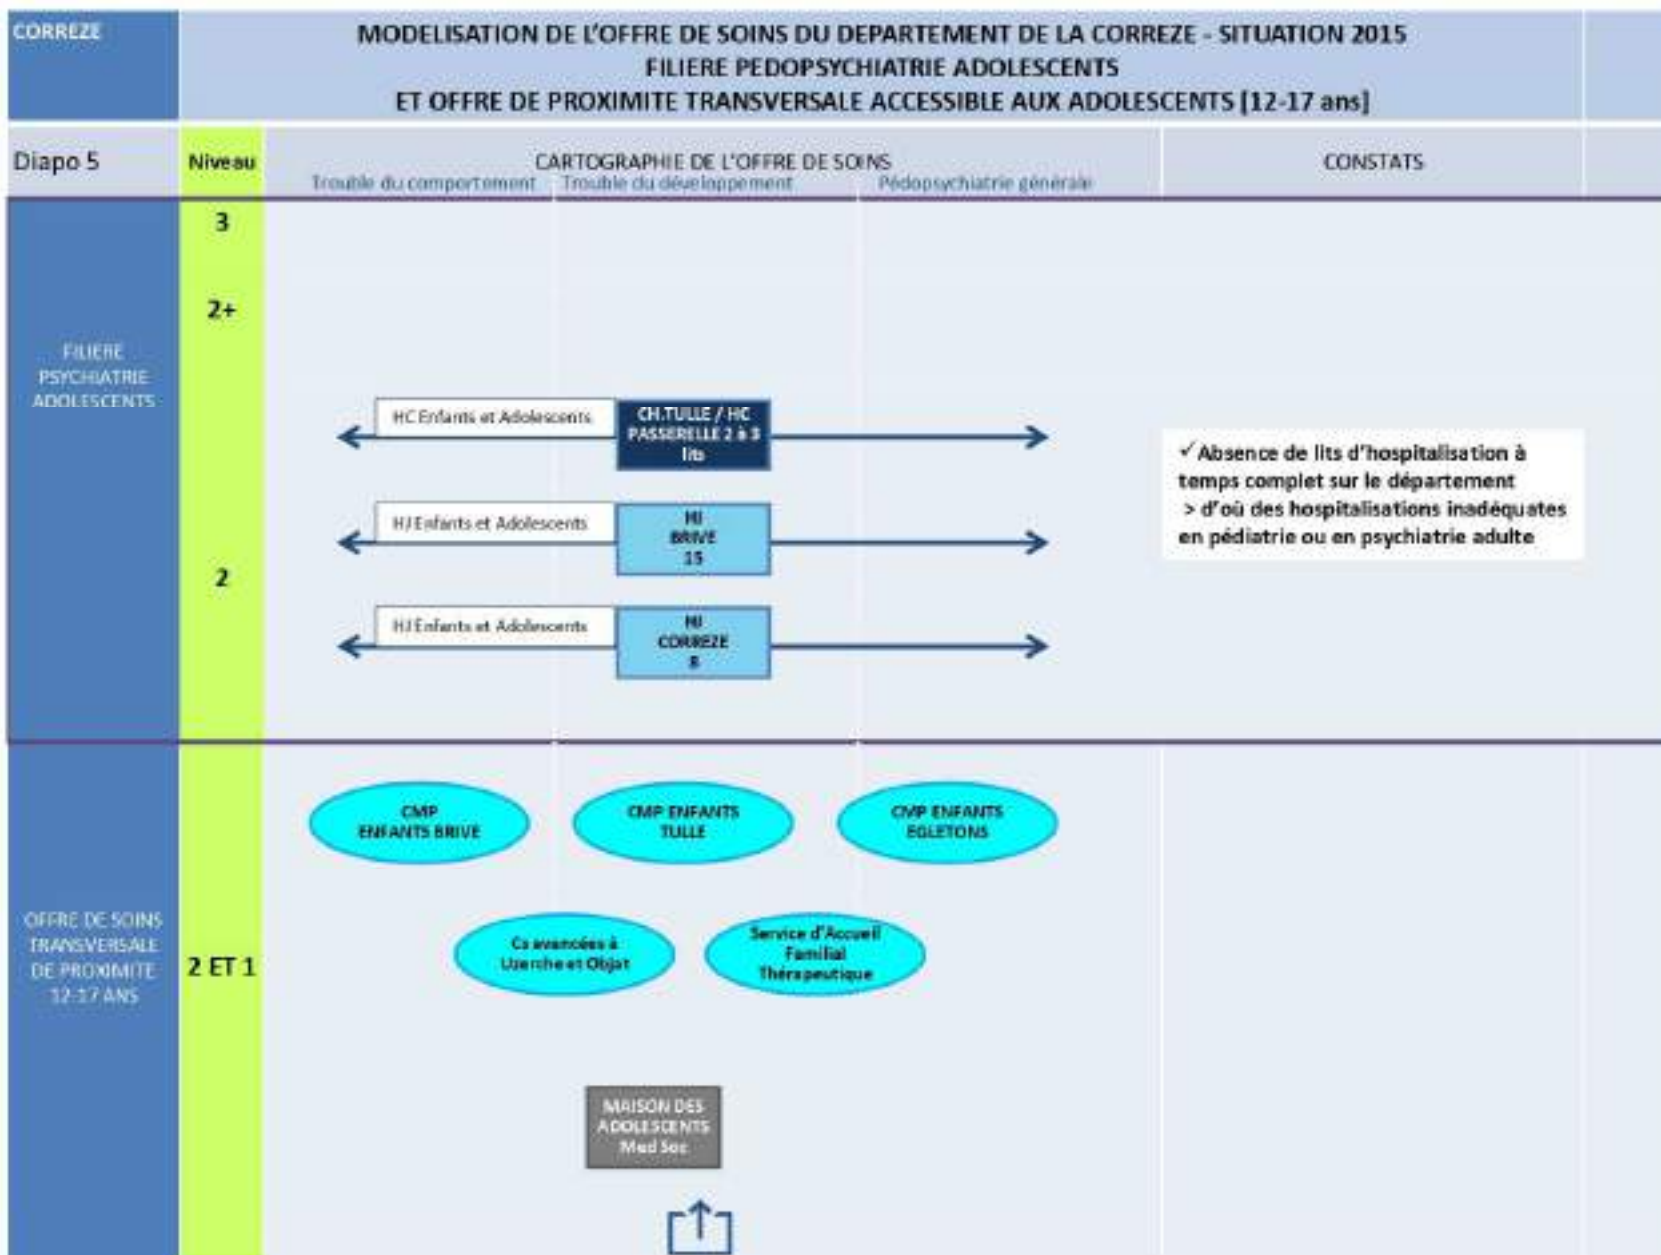 CORREZE
MODELISATION DE L'OFFRE DE SOINS DU DEPARTEMENT DE LA CORREZE - SITUATION 2015
FILIERE PEDOPSYCHIATRIE ADOLESCENTS
ET OFFRE DE PROXIMITE TRANSVERSALE ACCESSIBLE AUX ADOLESCENTS [12-17 ans]
Diapo 5
Niveau
CARTOGRAPHIE DE L'OFFRE DE SOINS
CONSTATS
Trouble du comportement
Trouble du développement
Pédopsychiatrie générale
3
2+
FILIERE
PSYCHIATRIE
ADOLESCENTS
HC Enfants et Adolescents
CH.TULLE / HC
PASSERELLE 2 à 3
lits
✓Absence de lits d'hospitalisation à
temps complet sur le département
> d'où des hospitalisations inadéquates
en pédiatrie ou en psychiatrie adulte
HJ Enfants et Adolescents
HJ
BRIVE
15
2
HJ Enfants et Adolescents
HJ
CORREZE
8
CMP
ENFANTS BRIVE
CMP ENFANTS
TULLE
CMP ENFANTS
EGLETONS
OFFRE DE SOINS
TRANSVERSALE
DE PROXIMITE
12-17 ANS
2 ET 1
Cs avancées à
Uzerche et Objat
Service d'Accueil
Familial
Thérapeutique
MAISON DES
ADOLESCENTS
Med Soc